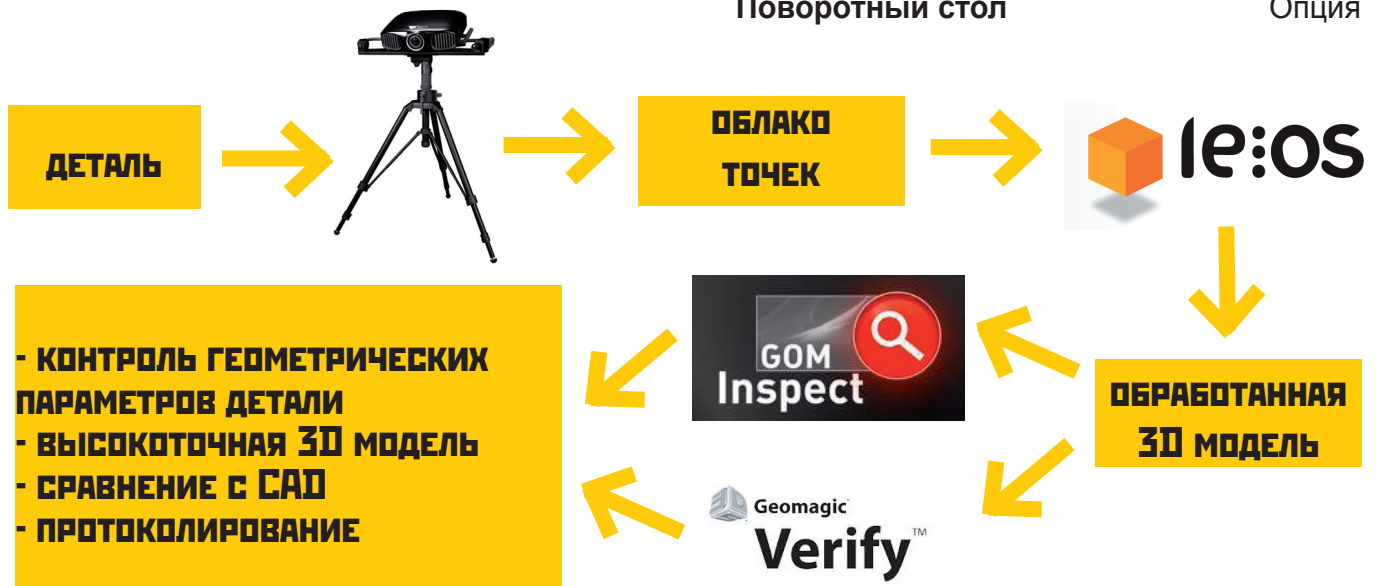 Поворотный стол Опция
ДЕТАЛЬ
ОБЛАКО
ТОЧЕК
le:os
GOM
Inspect
ОБРАБОТАННАЯ
3D МОДЕЛЬ
- КОНТРОЛЬ ГЕОМЕТРИЧЕСКИХ
ПАРАМЕТРОВ ДЕТАЛИ
- ВЫСОКОТОЧНАЯ 3D МОДЕЛЬ
- СРАВНЕНИЕ С CAD
- ПРОТОКОЛИРОВАНИЕ
Geomagic
Verify™